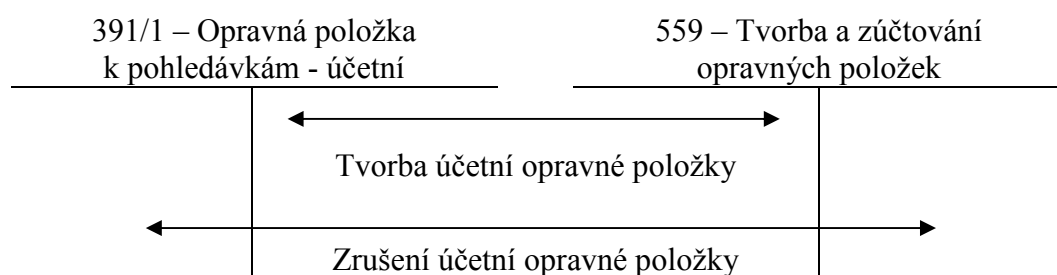 391/1 – Opravná položka
k pohledávkám - účetní
559 – Tvorba a zúčtování
opravných položek
Tvorba účetní opravné položky
Zrušení účetní opravné položky